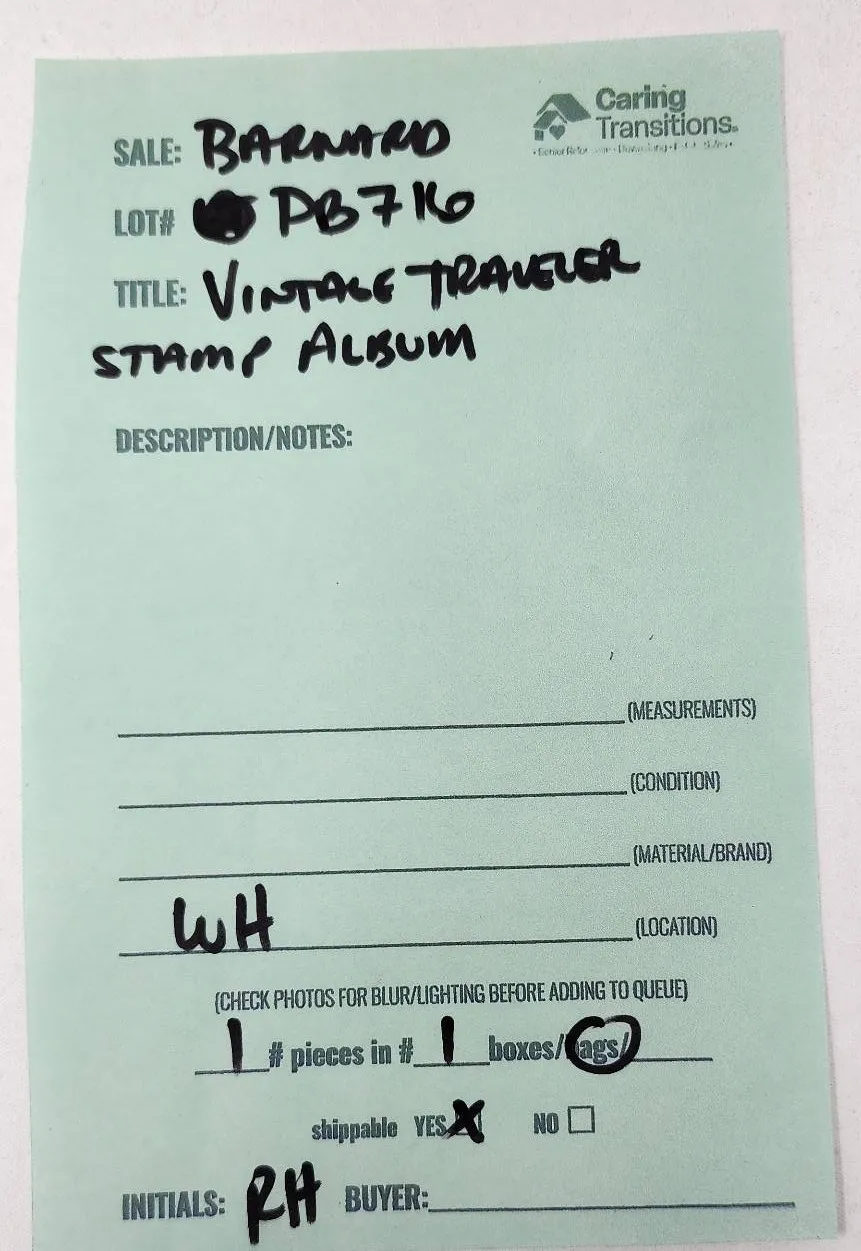 Caring
Transitions.
SALE: BARNARD
LOT# DB716
TITLE: VINTAGE TRAVELER
STAMP ALBUM
DESCRIPTION/NOTES:
(MEASUREMENTS)
(CONDITION)
(MATERIAL/BRAND)
WH (LOCATION)
(CHECK PHOTOS FOR BLUR/LIGHTING BEFORE ADDING TO QUEUE)
1 # pieces in # 1 boxes/bags/
shippable YES X NO
INITIALS: RH BUYER: